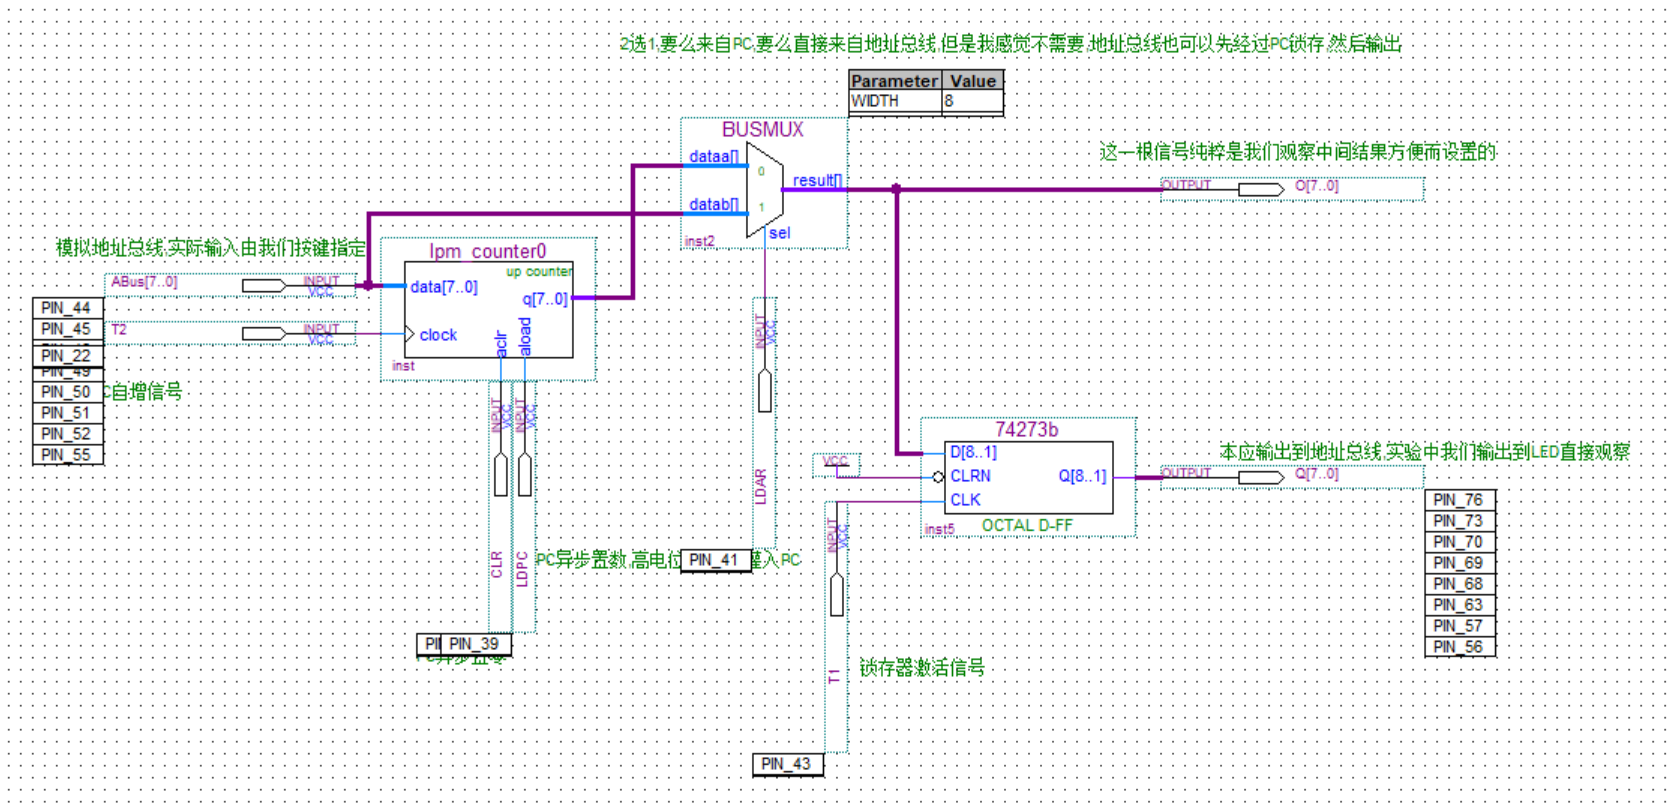 2选1,要么来自PC,要么直接来自地址总线,但是我感觉不需要,地址总线也可以先经过PC锁存,然后输出
Parameter Value
WIDTH 8
BUSMUX
dataa[]
0
result[]
datab[]
1
sel
inst2
这一根信号纯粹是我们观察中间结果方便而设置的
OUTPUT
O[7..0]
模拟地址总线,实际输入由我们按键指定
ABus[7..0]
INPUT
VCC
lpm_counter0
up counter
data[7..0]
q[7..0]
clock
aclr
aload
inst
T2
INPUT
VCC
PIN_44
PIN_45
PIN_22
PIN_49
PIN_50
PIN_51
PIN_52
PIN_55
自增信号
INPUT
VCC
CLR
INPUT
VCC
LDPC
PIN_39
PC异步置数,高电位
灌入PC
INPUT
VCC
LDAR
PIN_41
74273b
D[8..1]
CLRN
Q[8..1]
CLK
inst5
OCTAL D-FF
VCC
INPUT
VCC
T1
锁存器激活信号
PIN_43
本应输出到地址总线,实验中我们输出到LED直接观察
OUTPUT
Q[7..0]
PIN_76
PIN_73
PIN_70
PIN_69
PIN_68
PIN_63
PIN_57
PIN_56